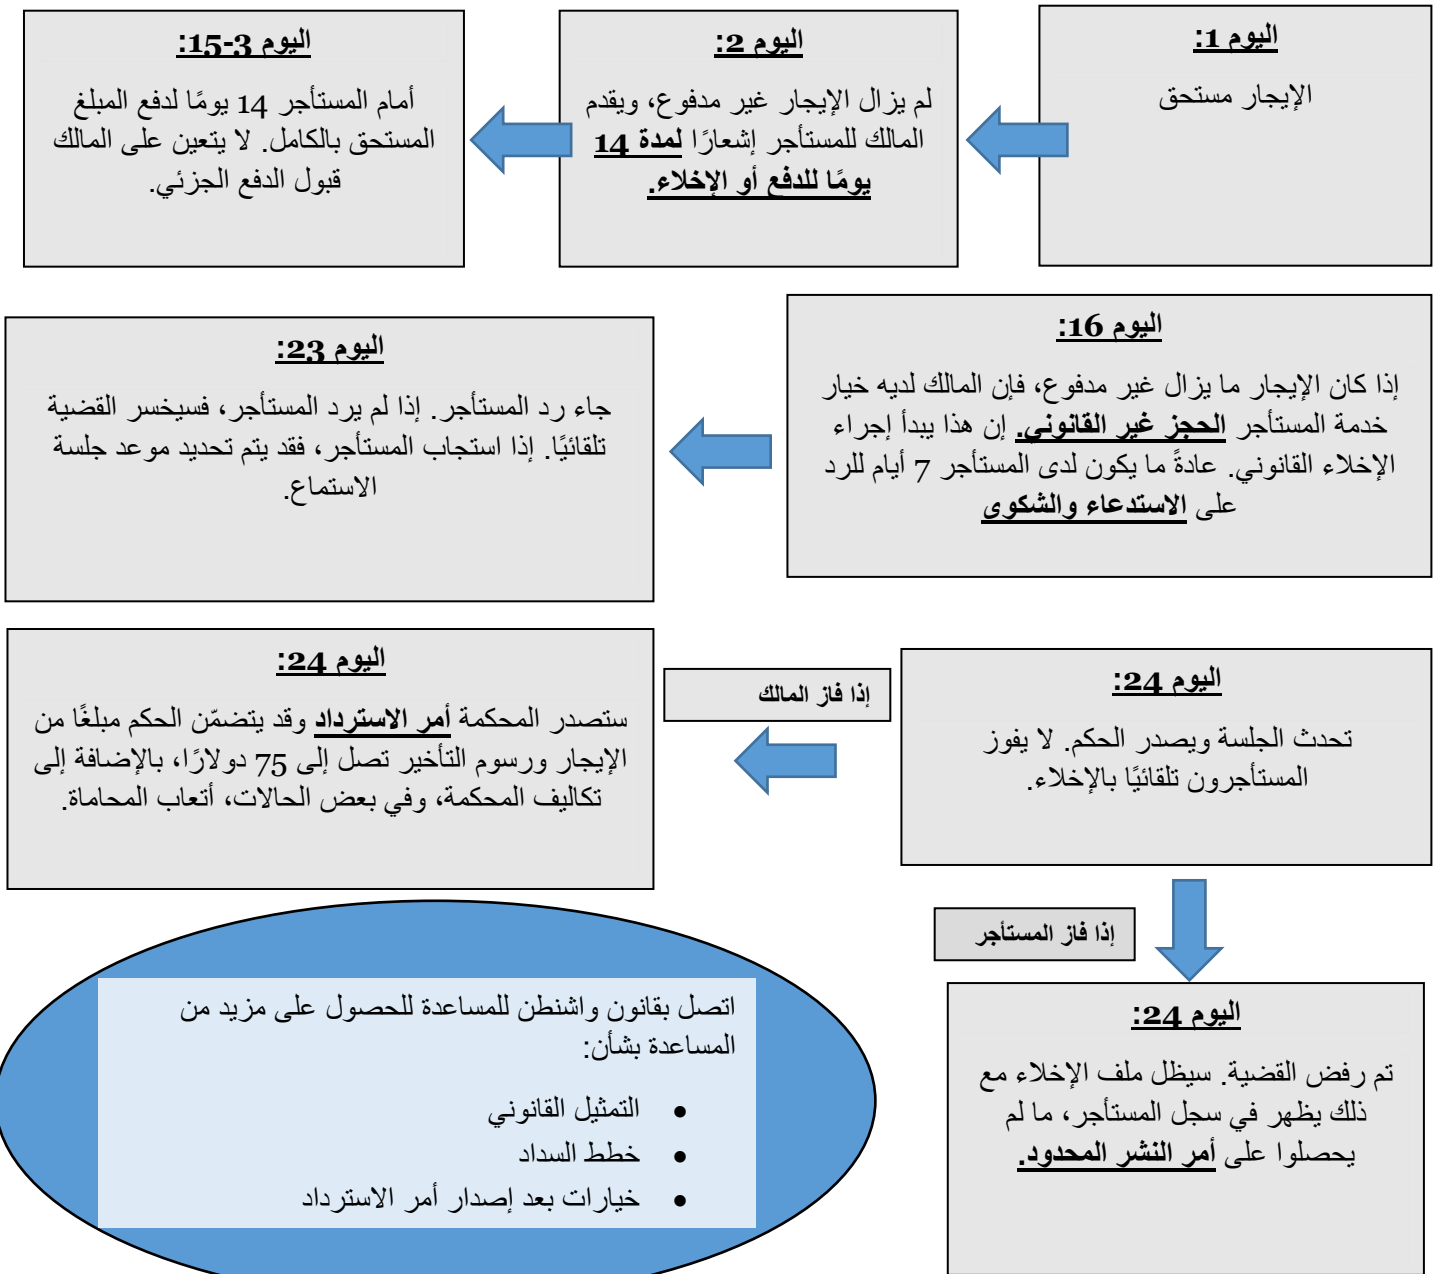 اليوم 1:
الإيجار مستحق
اليوم 2:
لم يزال الإيجار غير مدفوع، ويقدم
المالك للمستأجر إشعارًا لمدة 14
يومًا للدفع أو الإخلاء.
اليوم 3-15:
أمام المستأجر 14 يومًا لدفع المبلغ
المستحق بالكامل. لا يتعين على المالك
قبول الدفع الجزئي.
اليوم 16:
إذا كان الإيجار ما يزال غير مدفوع، فإن المالك لديه خيار
خدمة المستأجر الحجز غير القانوني. إن هذا يبدأ إجراء
الإخلاء القانوني. عادةً ما يكون لدى المستأجر 7 أيام للرد
على الاستدعاء والشكوى
اليوم 23:
جاء رد المستأجر. إذا لم يرد المستأجر، فسيخسر القضية
تلقائيًا. إذا استجاب المستأجر، فقد يتم تحديد موعد جلسة
الاستماع.
اليوم 24:
تحدث الجلسة ويصدر الحكم. لا يفوز
المستأجرون تلقائيًا بالإخلاء.
إذا فاز المالك
اليوم 24:
ستصدر المحكمة أمر الاسترداد وقد يتضمّن الحكم مبلغًا من
الإيجار ورسوم التأخير تصل إلى 75 دولارًا، بالإضافة إلى
تكاليف المحكمة، وفي بعض الحالات، أتعاب المحاماة.
إذا فاز المستأجر
اليوم 24:
تم رفض القضية. سيظل ملف الإخلاء مع
ذلك يظهر في سجل المستأجر، ما لم
يحصلوا على أمر النشر المحدود.
اتصل بقانون واشنطن للمساعدة للحصول على مزيد من
المساعدة بشأن:
• التمثيل القانوني
• خطط السداد
• خيارات بعد إصدار أمر الاسترداد